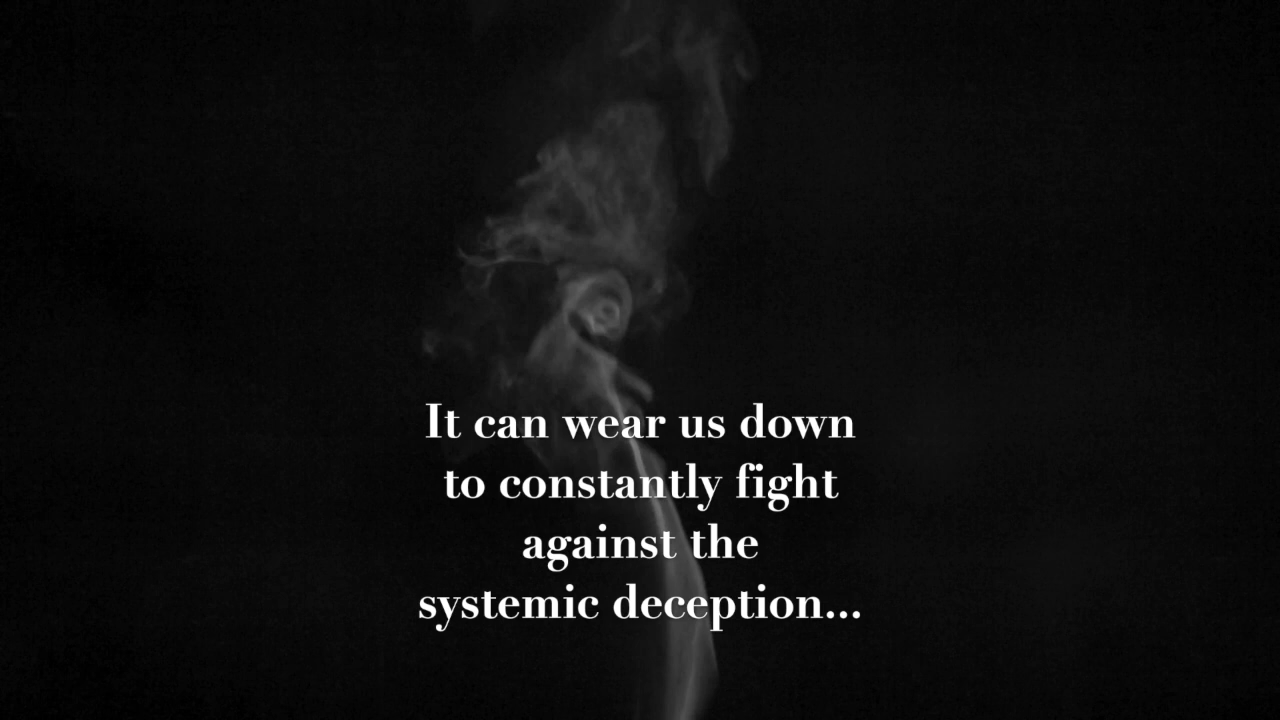 It can wear us down
to constantly fight
against the
systemic deception...